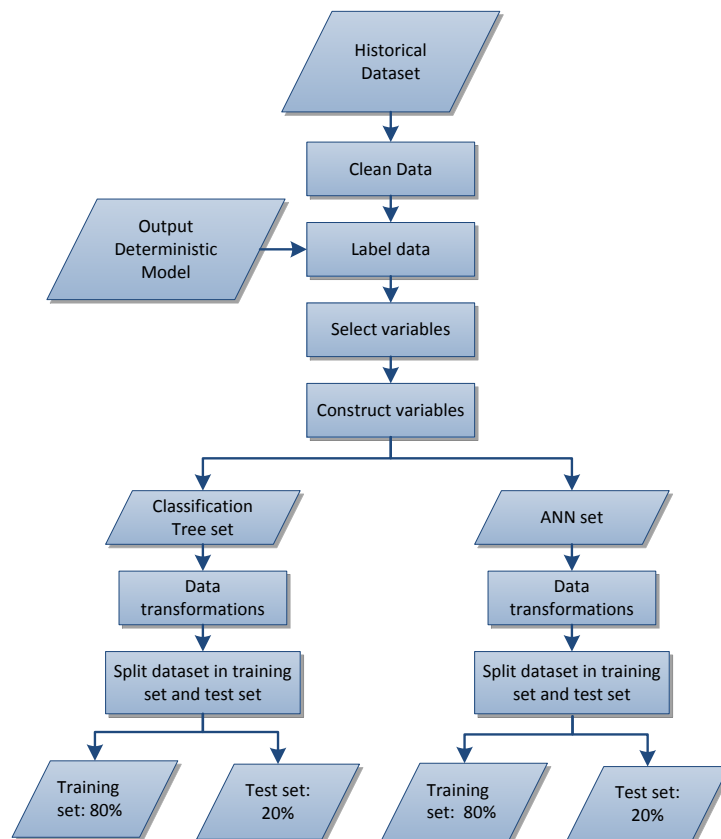 Historical
Dataset
Clean Data
Output
Deterministic
Model
Label data
Select variables
Construct variables
Classification
Tree set
ANN set
Data
transformations
Data
transformations
Split dataset in training
set and test set
Split dataset in training
set and test set
Training
set: 80%
Test set:
20%
Training
set: 80%
Test set:
20%